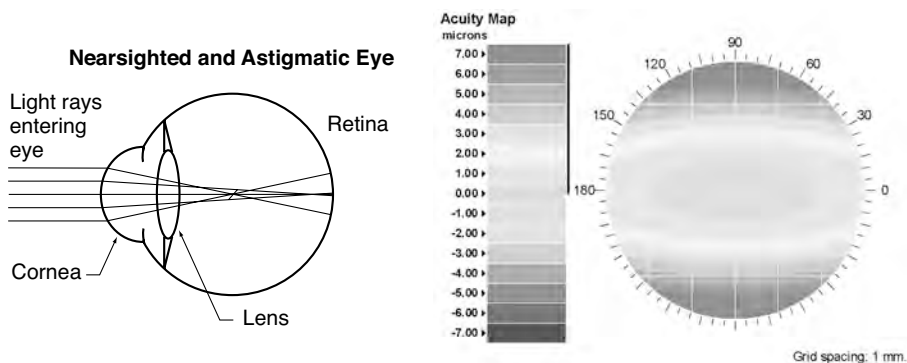 Nearsighted and Astigmatic Eye
Light rays
entering
eye
Retina
Cornea
Lens
Acuity Map
microns
7.00
6.00
5.00
4.00
3.00
2.00
1.00
0.00
-1.00
-2.00
-3.00
-4.00
-5.00
-6.00
-7.00
90
120
60
150
30
180
0
Grid spacing: 1 mm